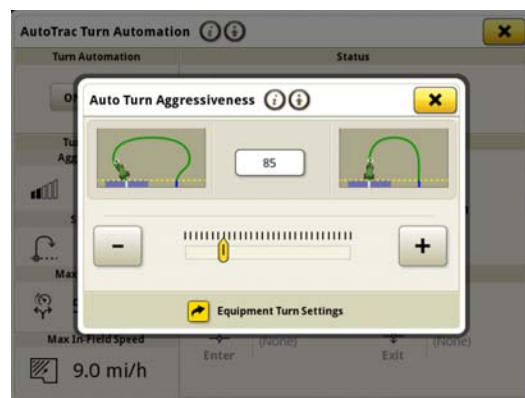 AutoTrac Turn Automation
Turn Automation
Status
Auto Turn Aggressiveness
85
Equipment Turn Settings
Max In-Field Speed
9.0 mi/h
Enter
(None)
Exit
(None)